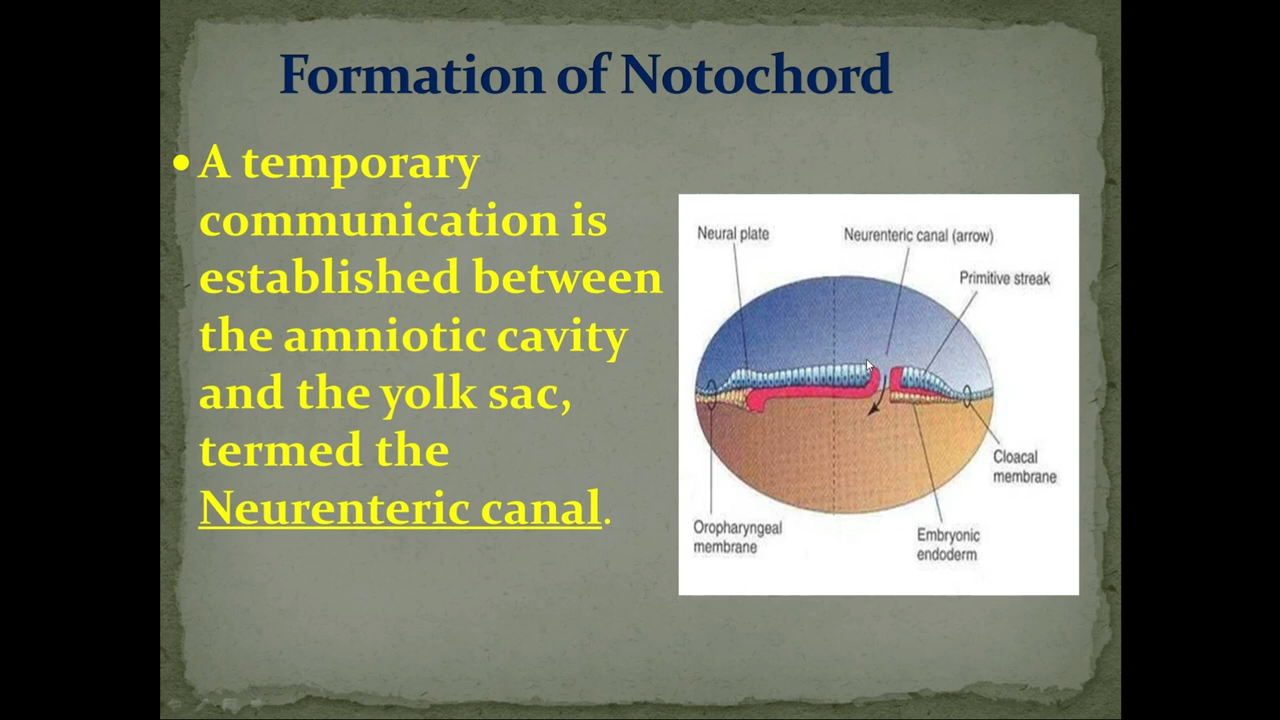 Formation of Notochord
• A temporary
communication is
established between
the amniotic cavity
and the yolk sac,
termed the
Neurenteric canal.
Neural plate
Neurenteric canal (arrow)
Primitive streak
Cloacal
membrane
Oropharyngeal
membrane
Embryonic
endoderm